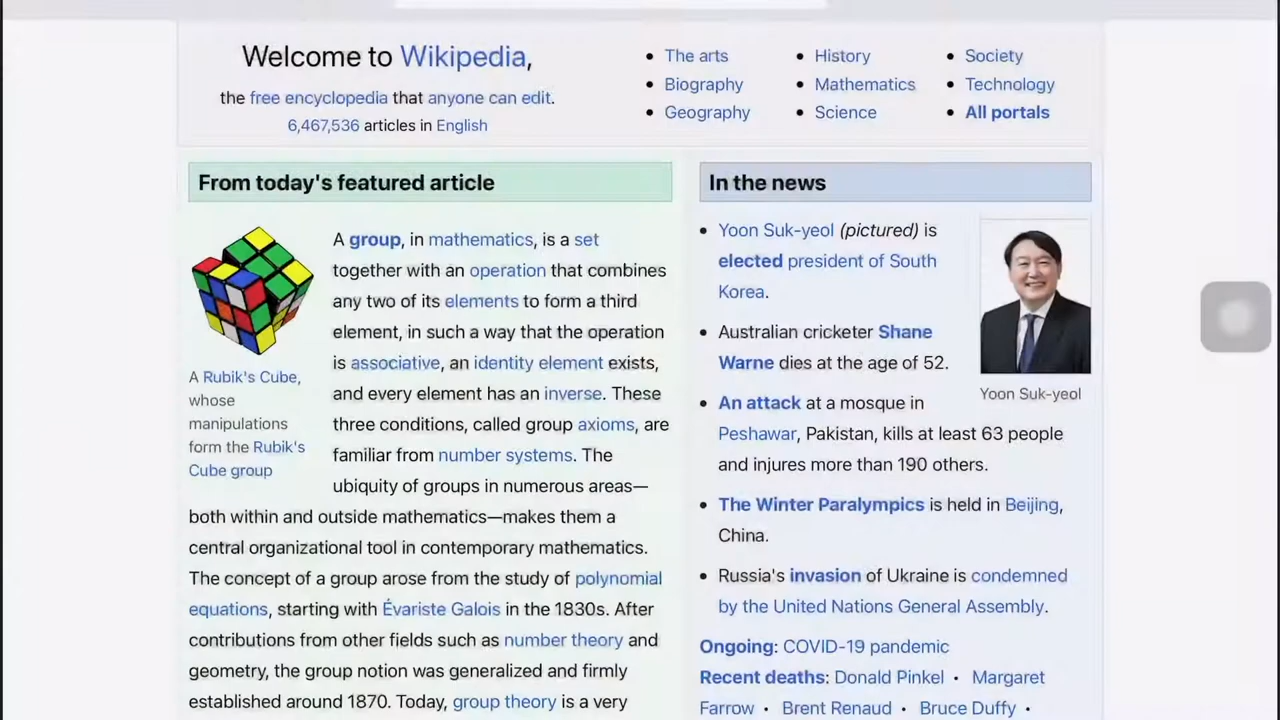 Welcome to Wikipedia,
the free encyclopedia that anyone can edit.
6,467,536 articles in English
The arts
Biography
Geography
History
Mathematics
Science
Society
Technology
All portals
From today's featured article
A Rubik's Cube,
whose
manipulations
form the Rubik's
Cube group
A group, in mathematics, is a set
together with an operation that combines
any two of its elements to form a third
element, in such a way that the operation
is associative, an identity element exists,
and every element has an inverse. These
three conditions, called group axioms, are
familiar from number systems. The
ubiquity of groups in numerous areas—
both within and outside mathematics—makes them a
central organizational tool in contemporary mathematics.
The concept of a group arose from the study of polynomial
equations, starting with Évariste Galois in the 1830s. After
contributions from other fields such as number theory and
geometry, the group notion was generalized and firmly
established around 1870. Today, group theory is a very
In the news
Yoon Suk-yeol (pictured) is
elected president of South
Korea.
Yoon Suk-yeol
Australian cricketer Shane
Warne dies at the age of 52.
An attack at a mosque in
Peshawar, Pakistan, kills at least 63 people
and injures more than 190 others.
The Winter Paralympics is held in Beijing,
China.
Russia's invasion of Ukraine is condemned
by the United Nations General Assembly.
Ongoing: COVID-19 pandemic
Recent deaths: Donald Pinkel • Margaret
Farrow • Brent Renaud • Bruce Duffy •